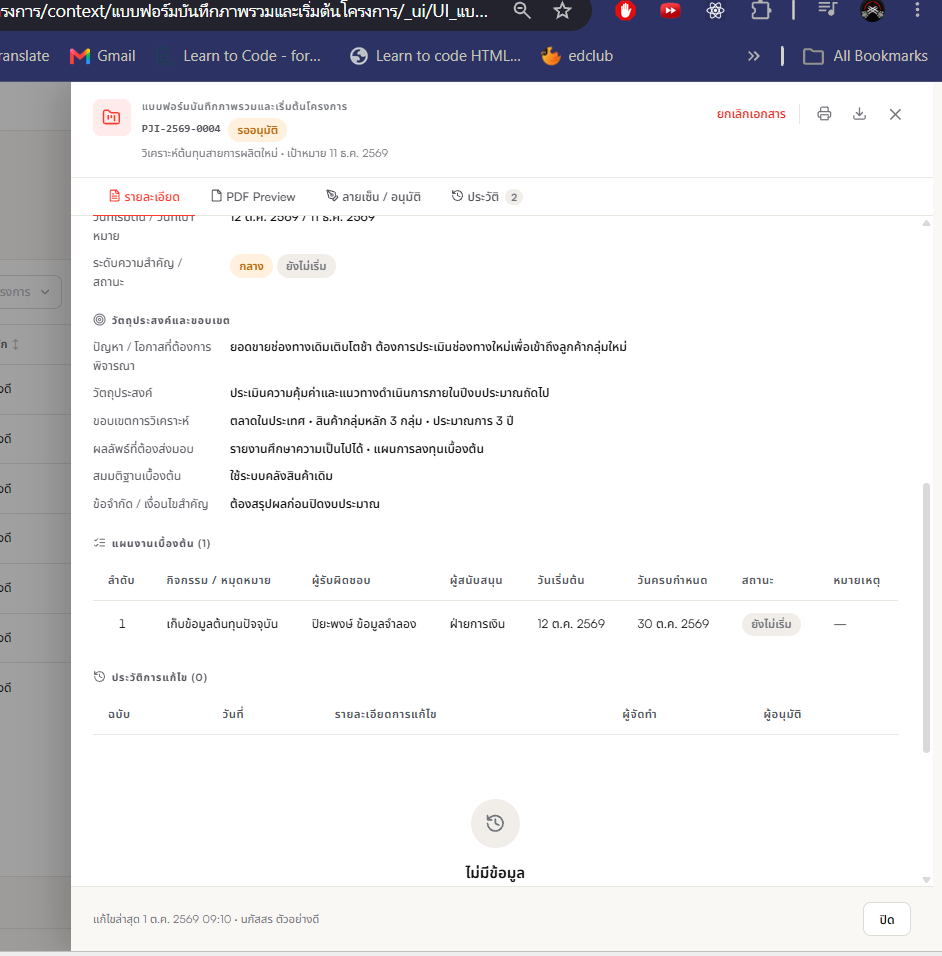 รงการ/context/แบบฟอร์มบันทึกภาพรวมและเริ่มต้นโครงการ/_ui/UI_แบ...
ranslate Gmail Learn to Code - for... Learn to code HTML... edclub » All Bookmarks
แบบฟอร์มบันทึกภาพรวมและเริ่มต้นโครงการ
PJI-2569-0004 รออนุมัติ
วิเคราะห์ต้นทุนสายการผลิตใหม่ • เป้าหมาย 11 ธ.ค. 2569
ยกเลิกเอกสาร
รายละเอียด PDF Preview ลายเซ็น / อนุมัติ ประวัติ 2
วันที่เริ่มต้น / วันที่เป้า
หมาย
12 ต.ค. 2569 / 11 ธ.ค. 2569
ระดับความสำคัญ /
สถานะ
กลาง ยังไม่เริ่ม
รงการ
วัตถุประสงค์และขอบเขต
ปัญหา / โอกาสที่ต้องการ
พิจารณา
ยอดขายช่องทางเดิมเติบโตช้า ต้องการประเมินช่องทางใหม่เพื่อเข้าถึงลูกค้ากลุ่มใหม่
วัตถุประสงค์ ประเมินความคุ้มค่าและแนวทางดำเนินการภายในปีงบประมาณถัดไป
ขอบเขตการวิเคราะห์ ตลาดในประเทศ • สินค้ากลุ่มหลัก 3 กลุ่ม • ประมาณการ 3 ปี
ผลลัพธ์ที่ต้องส่งมอบ รายงานศึกษาความเป็นไปได้ • แผนการลงทุนเบื้องต้น
สมมติฐานเบื้องต้น ใช้ระบบคลังสินค้าเดิม
ข้อจำกัด / เงื่อนไขสำคัญ ต้องสรุปผลก่อนปิดงบประมาณ
แผนงานเบื้องต้น (1)
ลำดับ กิจกรรม / หมุดหมาย ผู้รับผิดชอบ ผู้สนับสนุน วันเริ่มต้น วันครบกำหนด สถานะ หมายเหตุ
1 เก็บข้อมูลต้นทุนปัจจุบัน ปิยะพงษ์ ข้อมูลจำลอง ฝ่ายการเงิน 12 ต.ค. 2569 30 ต.ค. 2569 ยังไม่เริ่ม —
ประวัติการแก้ไข (0)
ฉบับ วันที่ รายละเอียดการแก้ไข ผู้จัดทำ ผู้อนุมัติ
ไม่มีข้อมูล
แก้ไขล่าสุด 1 ต.ค. 2569 09:10 • นภัสสร ตัวอย่างดี
ปิด